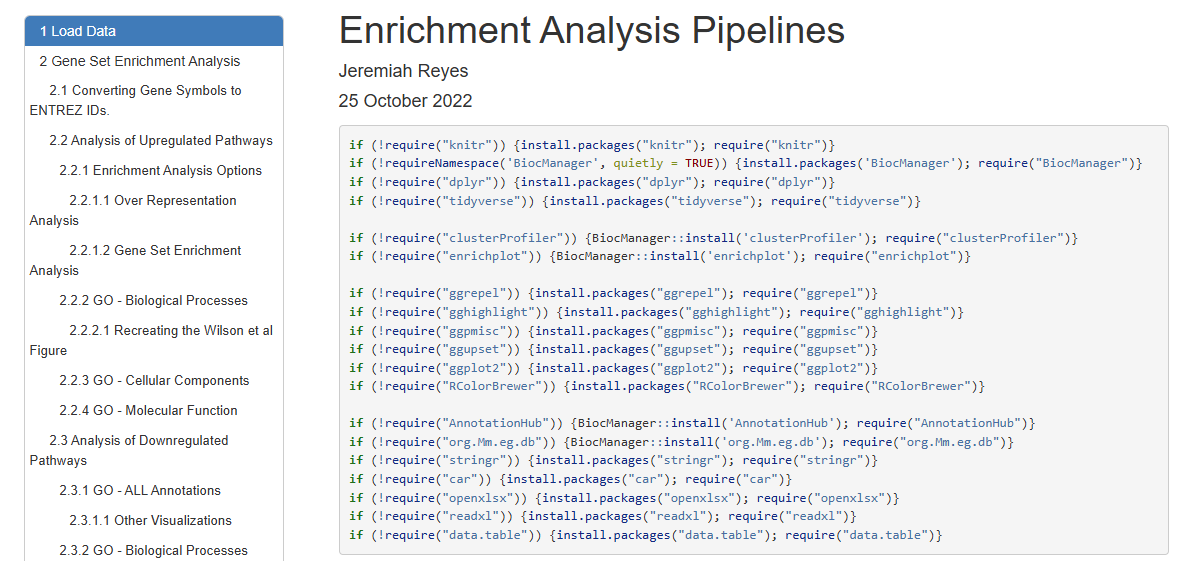 1 Load Data
2 Gene Set Enrichment Analysis
2.1 Converting Gene Symbols to
ENTREZ IDs.
2.2 Analysis of Upregulated Pathways
2.2.1 Enrichment Analysis Options
2.2.1.1 Over Representation
Analysis
2.2.1.2 Gene Set Enrichment
Analysis
2.2.2 GO - Biological Processes
2.2.2.1 Recreating the Wilson et al
Figure
2.2.3 GO - Cellular Components
2.2.4 GO - Molecular Function
2.3 Analysis of Downregulated
Pathways
2.3.1 GO - ALL Annotations
2.3.1.1 Other Visualizations
2.3.2 GO - Biological Processes
Enrichment Analysis Pipelines
Jeremiah Reyes
25 October 2022
if (!require("knitr")) {install.packages("knitr"); require("knitr")}
if (!requireNamespace('BiocManager', quietly = TRUE)) {install.packages('BiocManager'); require("BiocManager")}
if (!require("dplyr")) {install.packages("dplyr"); require("dplyr")}
if (!require("tidyverse")) {install.packages("tidyverse"); require("tidyverse")}
if (!require("clusterProfiler")) {BiocManager::install('clusterProfiler'); require("clusterProfiler")}
if (!require("enrichplot")) {BiocManager::install('enrichplot'); require("enrichplot")}
if (!require("ggrepel")) {install.packages("ggrepel"); require("ggrepel")}
if (!require("gghighlight")) {install.packages("gghighlight"); require("gghighlight")}
if (!require("ggpmisc")) {install.packages("ggpmisc"); require("ggpmisc")}
if (!require("ggupset")) {install.packages("ggupset"); require("ggupset")}
if (!require("ggplot2")) {install.packages("ggplot2"); require("ggplot2")}
if (!require("RColorBrewer")) {install.packages("RColorBrewer"); require("RColorBrewer")}
if (!require("AnnotationHub")) {BiocManager::install('AnnotationHub'); require("AnnotationHub")}
if (!require("org.Mm.eg.db")) {BiocManager::install('org.Mm.eg.db'); require("org.Mm.eg.db")}
if (!require("stringr")) {install.packages("stringr"); require("stringr")}
if (!require("car")) {install.packages("car"); require("car")}
if (!require("openxlsx")) {install.packages("openxlsx"); require("openxlsx")}
if (!require("readxl")) {install.packages("readxl"); require("readxl")}
if (!require("data.table")) {install.packages("data.table"); require("data.table")}